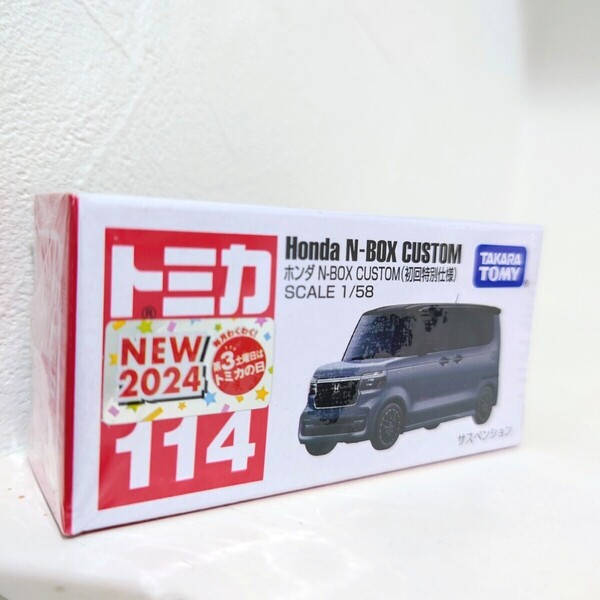 トミカ
®
NEW
2024
毎月わくわく!
第3土曜日は
トミカの日
114
Honda N-BOX CUSTOM
ホンダ N-BOX CUSTOM(初回特別仕様)
SCALE 1/58
TAKARA
TOMY
サスペンション